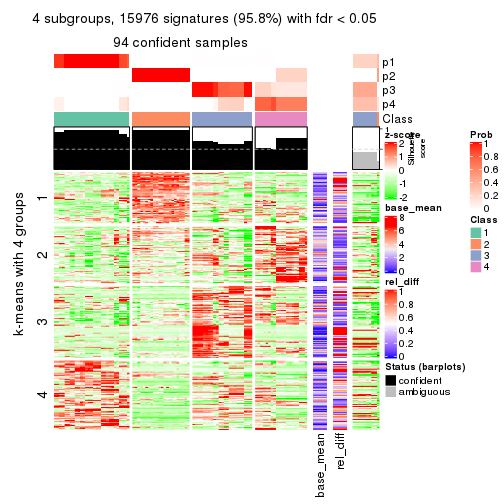 4 subgroups, 15976 signatures (95.8%) with fdr < 0.05
94 confident samples
p1
p2
p3
p4
Class
1
Silhouette
score
k-means with 4 groups
1
2
3
4
base_mean
rel_diff
z-score
2
1
0
-1
-2
base_mean
8
6
4
2
0
rel_diff
1
0.8
0.6
0.4
0.2
0
Status (barplots)
confident
ambiguous
Prob
1
0.8
0.6
0.4
0.2
0
Class
1
2
3
4